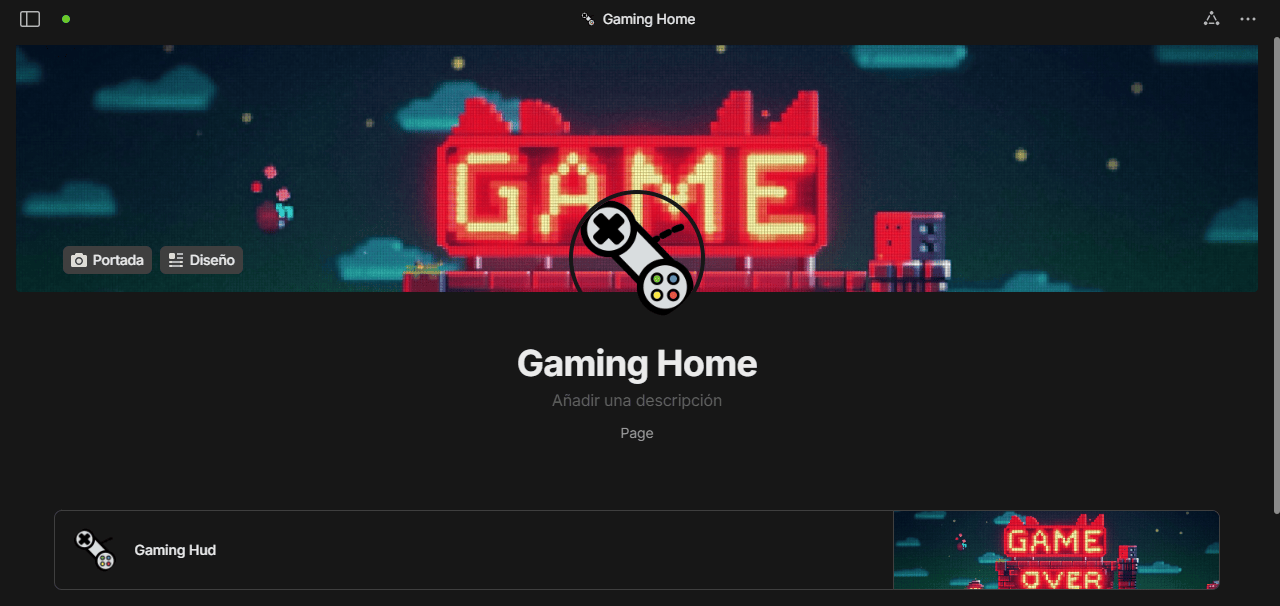 Gaming Home
GAME
Portada
Diseño
Gaming Home
Añadir una descripción
Page
Gaming Hud
GAME
OVER